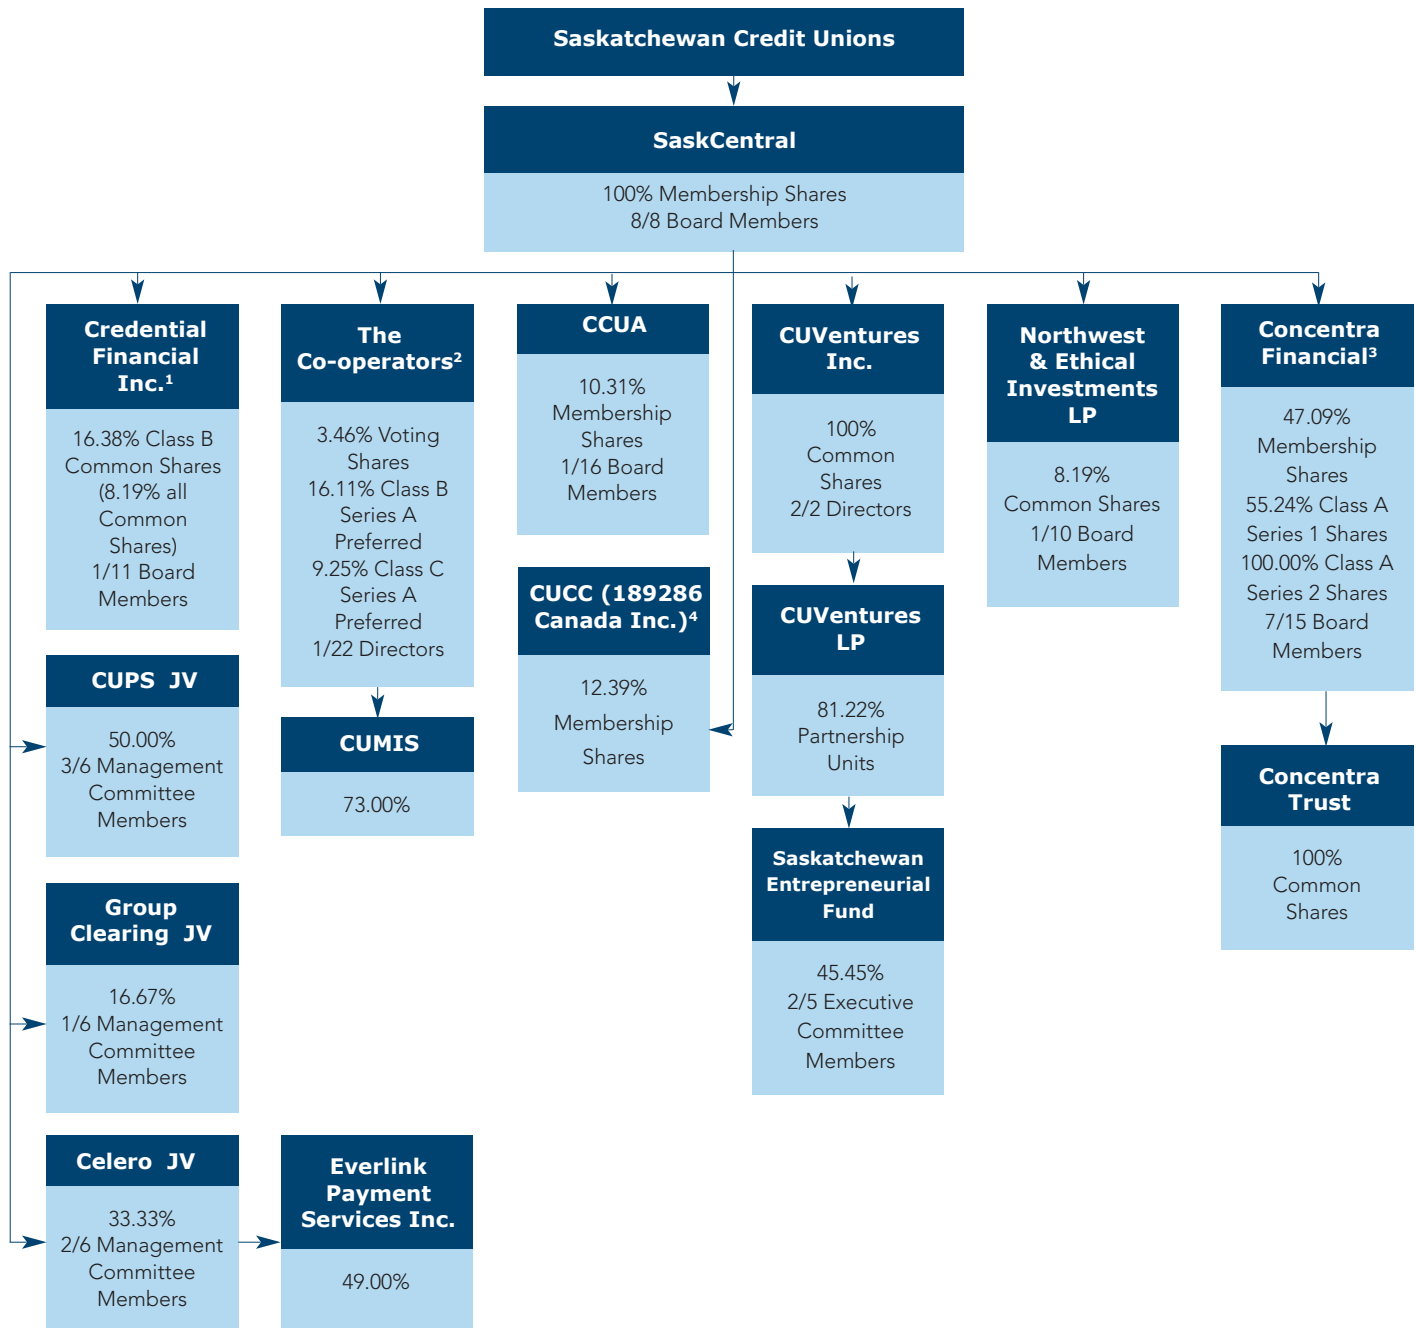 Saskatchewan Credit Unions
SaskCentral
100% Membership Shares
8/8 Board Members
Credential
Financial
Inc.¹
16.38% Class B
Common Shares
(8.19% all
Common
Shares)
1/11 Board
Members
The
Co-operators²
3.46% Voting
Shares
16.11% Class B
Series A
Preferred
9.25% Class C
Series A
Preferred
1/22 Directors
CCUA
10.31%
Membership
Shares
1/16 Board
Members
CUVentures
Inc.
100%
Common
Shares
2/2 Directors
Northwest
& Ethical
Investments
LP
8.19%
Common Shares
1/10 Board
Members
Concentra
Financial³
47.09%
Membership
Shares
55.24% Class A
Series 1 Shares
100.00% Class A
Series 2 Shares
7/15 Board
Members
CUPS JV
50.00%
3/6 Management
Committee
Members
CUMIS
73.00%
CUCC (189286
Canada Inc.)⁴
12.39%
Membership
Shares
CUVentures
LP
81.22%
Partnership
Units
Concentra
Trust
100%
Common
Shares
Group
Clearing JV
16.67%
1/6 Management
Committee
Members
Saskatchewan
Entrepreneurial
Fund
45.45%
2/5 Executive
Committee
Members
Celero JV
33.33%
2/6 Management
Committee
Members
Everlink
Payment
Services Inc.
49.00%